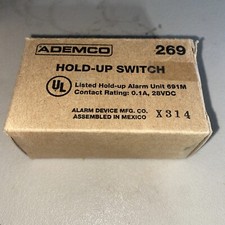 ADEMCO 269
HOLD-UP SWITCH
UL
Listed Hold-up Alarm Unit 691M
Contact Rating: 0.1A, 28VDC
ALARM DEVICE MFG. CO.
ASSEMBLED IN MEXICO
X314